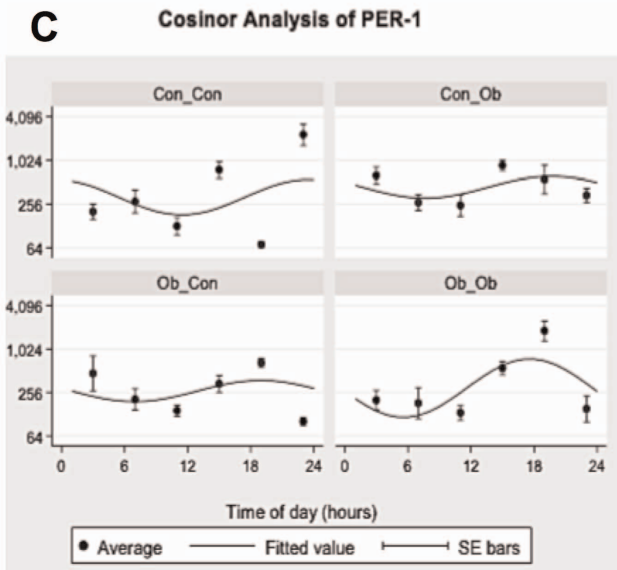 C
Cosinor Analysis of PER-1
Con_Con
Con_Ob
4,096
1,024
256
64
Ob_Con
Ob_Ob
4,096
1,024
256
64
0 6 12 18 24 0 6 12 18 24
Time of day (hours)
Average Fitted value SE bars